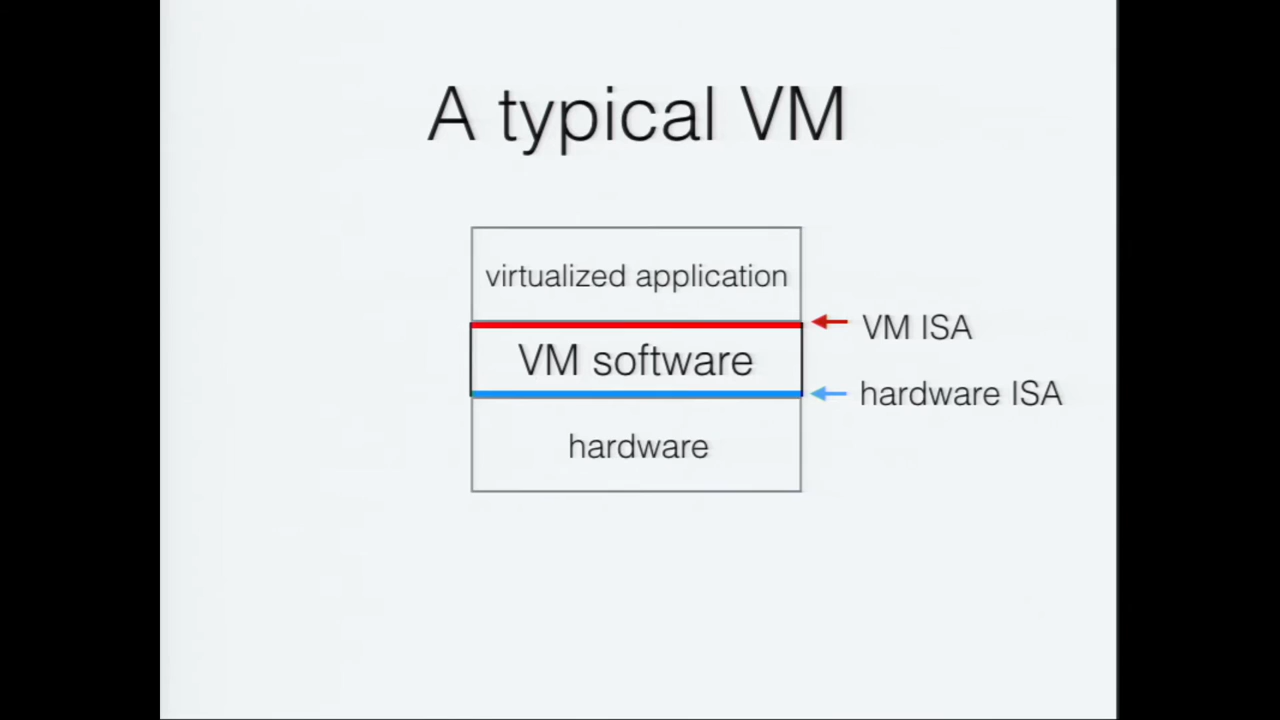 A typical VM
virtualized application
VM ISA
VM software
hardware ISA
hardware